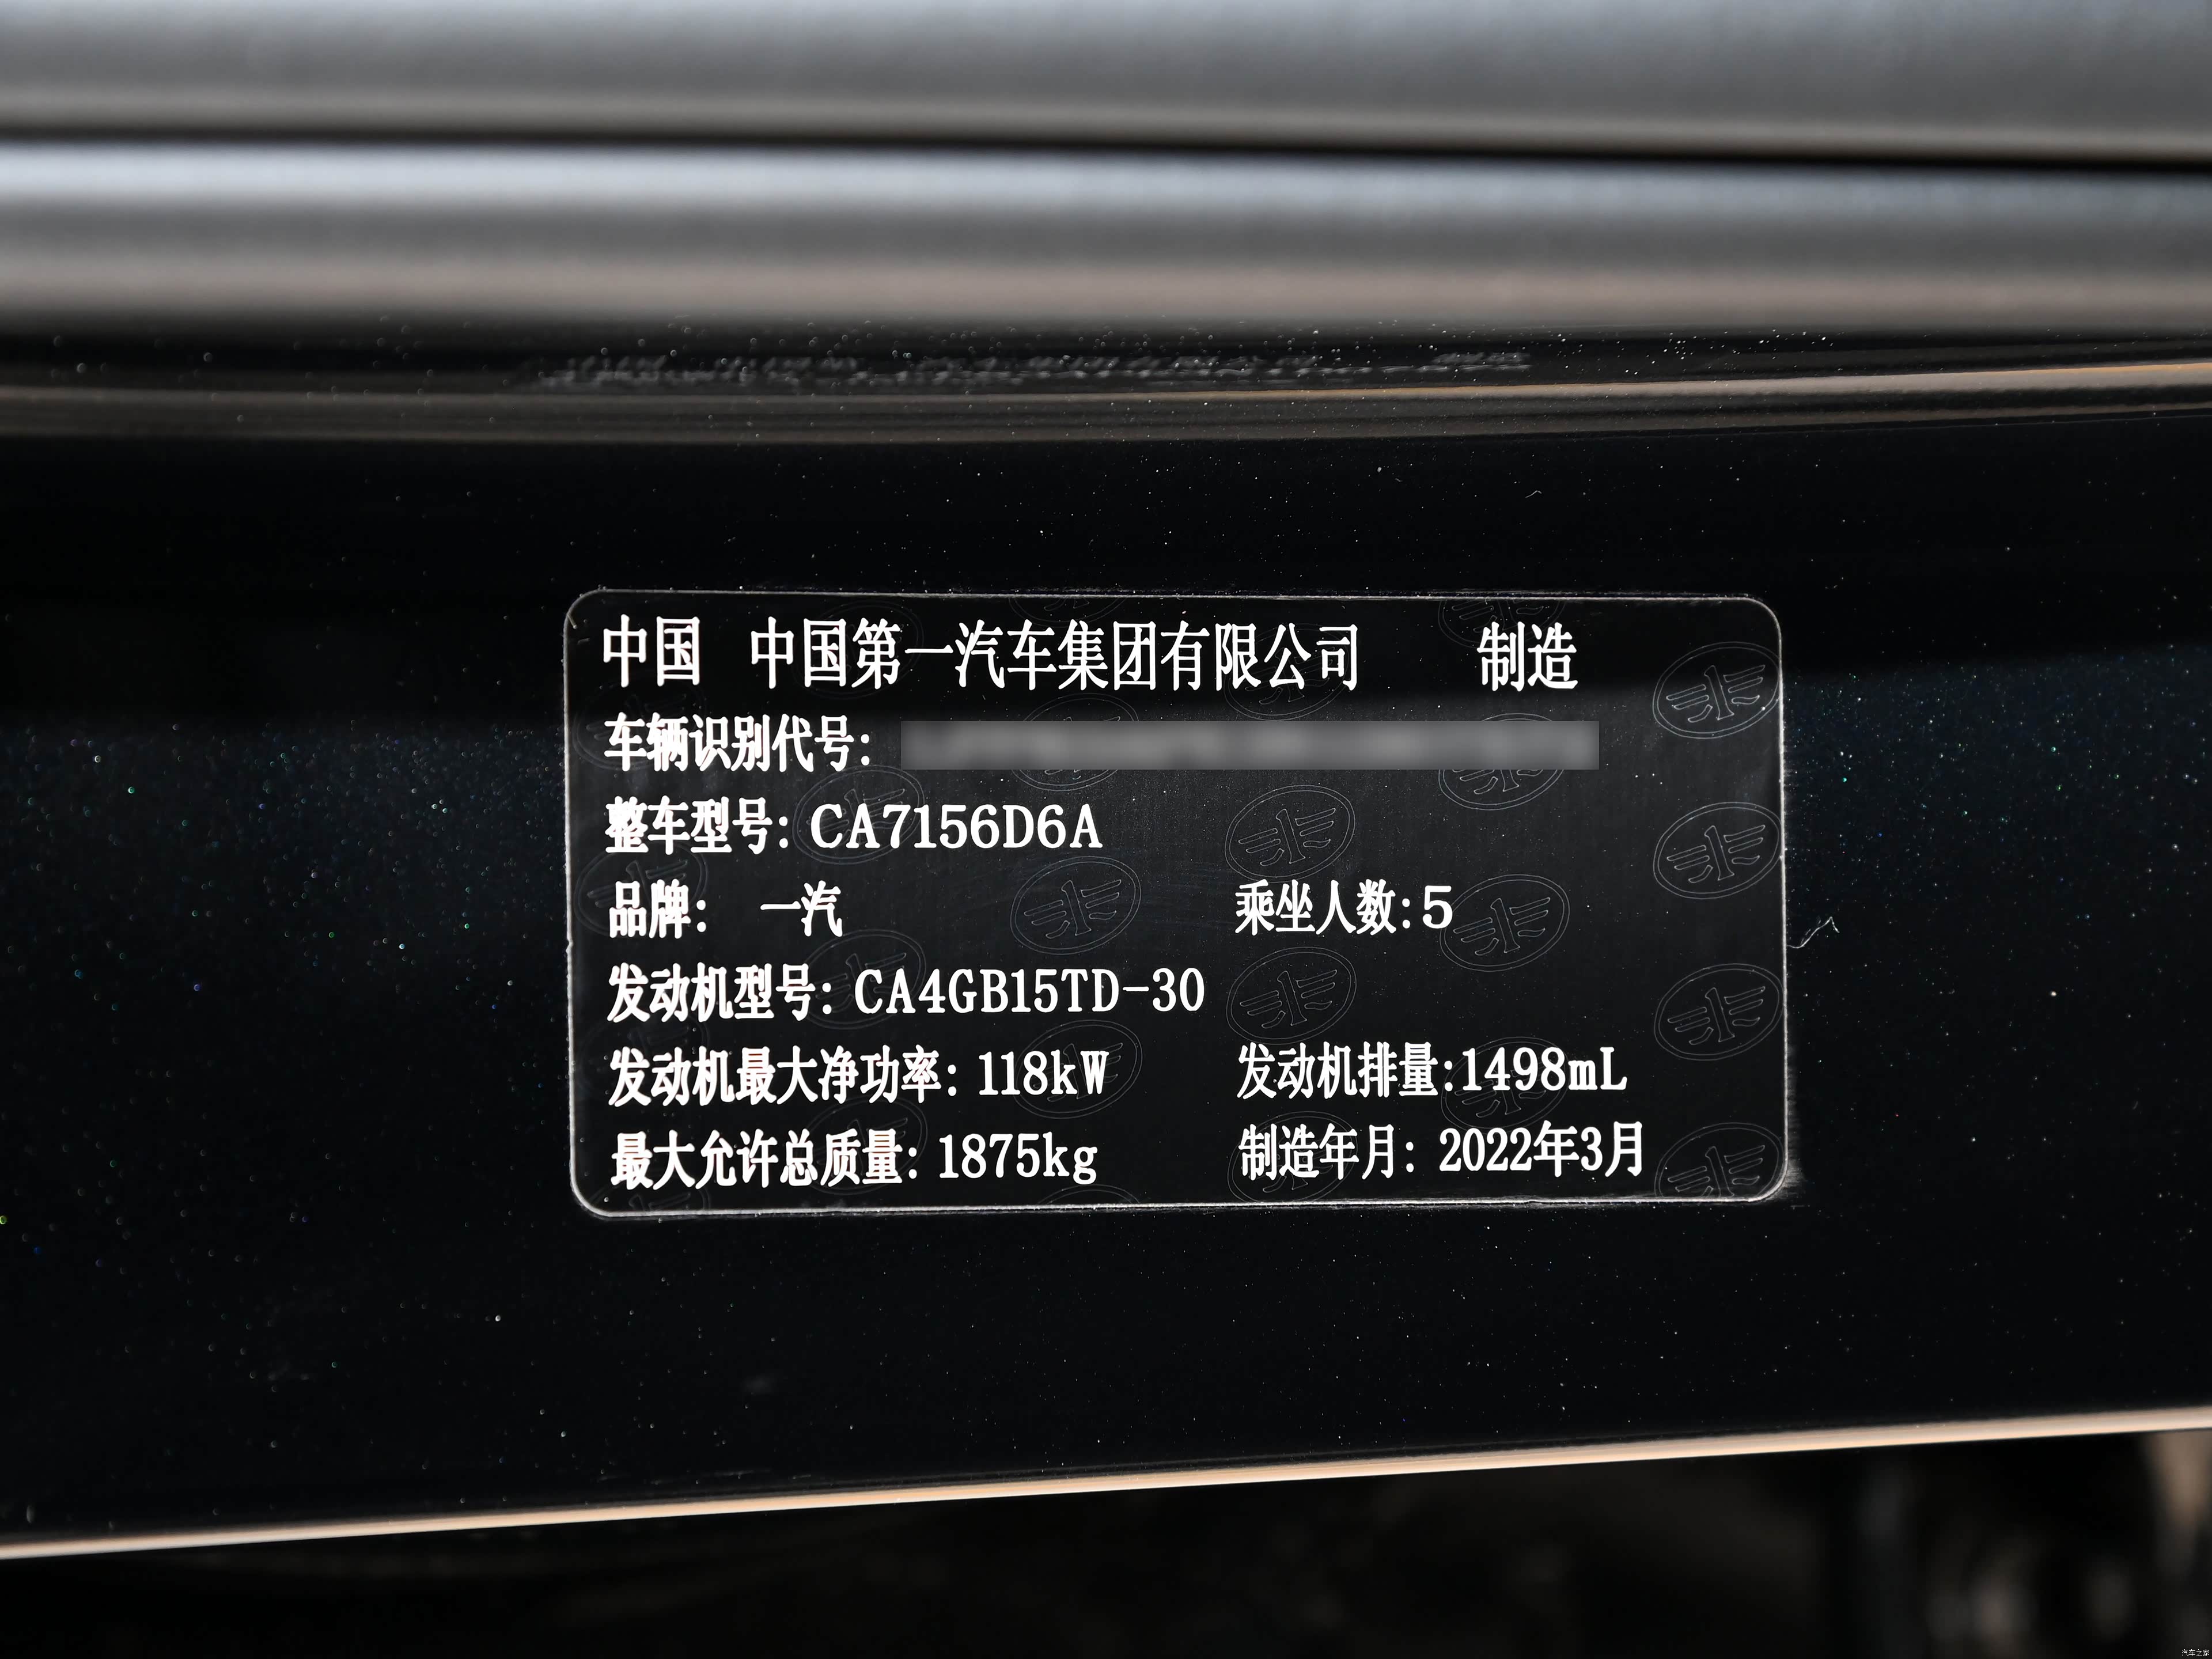 中国 中国第一汽车集团有限公司 制造
车辆识别代号:
整车型号: CA7156D6A
品牌: 一汽 乘坐人数:5
发动机型号: CA4GB15TD-30
发动机最大净功率: 118kW 发动机排量:1498mL
最大允许总质量: 1875kg 制造年月: 2022年3月
汽车之家